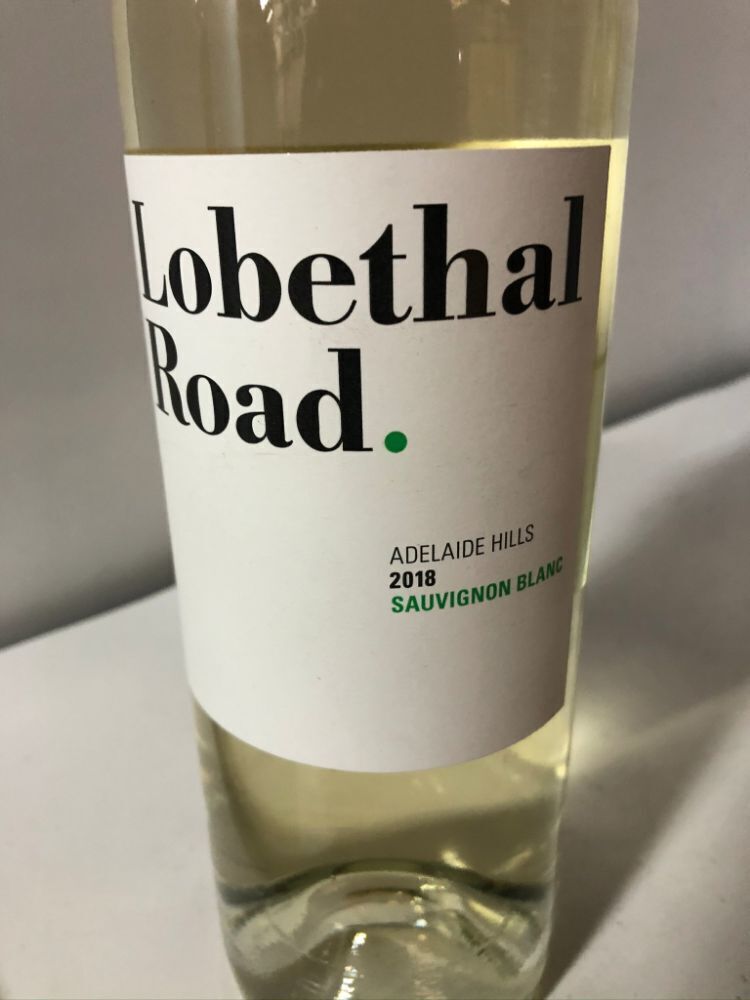 Lobethal
Road.
ADELAIDE HILLS
2018
SAUVIGNON BLANC